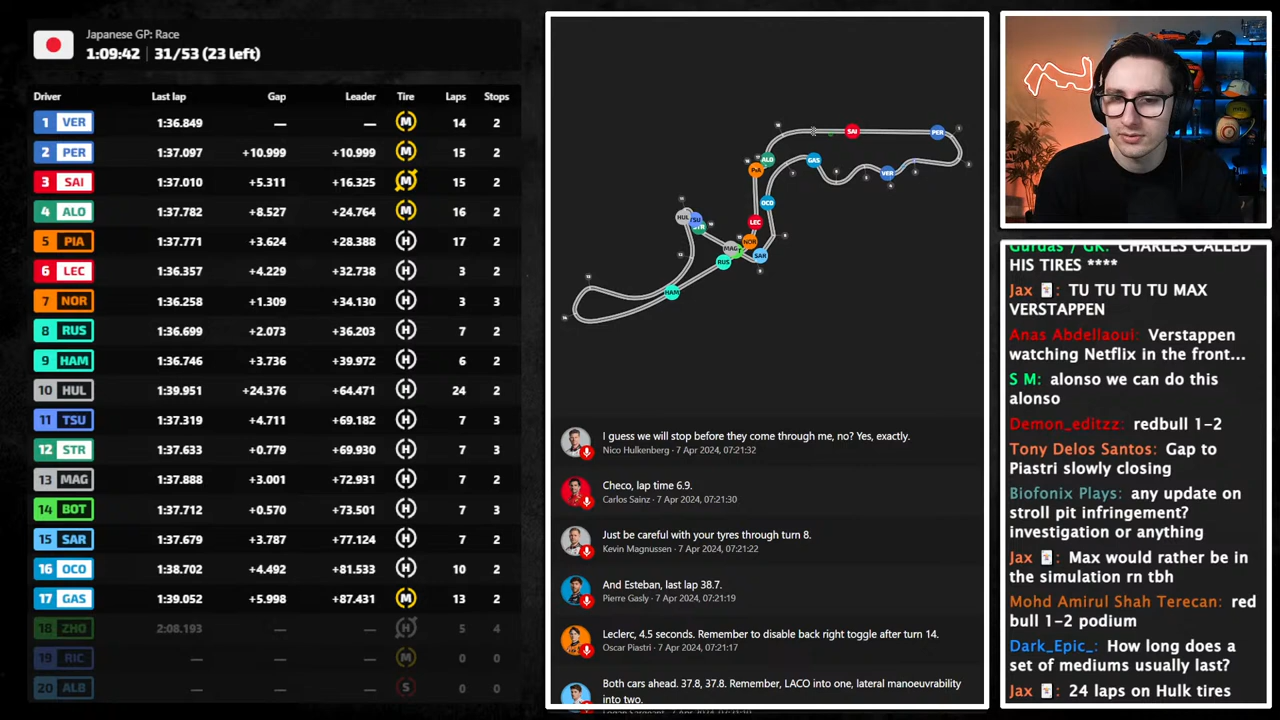 Japanese GP: Race
1:09:42 | 31/53 (23 left)
Driver Last lap Gap Leader Tire Laps Stops
1 VER 1:36.849 — — M 14 2
2 PER 1:37.097 +10.999 +10.999 M 15 2
3 SAI 1:37.010 +5.311 +16.325 M 15 2
4 ALO 1:37.782 +8.527 +24.764 M 16 2
5 PIA 1:37.771 +3.624 +28.388 H 17 2
6 LEC 1:36.357 +4.229 +32.738 H 3 2
7 NOR 1:36.258 +1.309 +34.130 H 3 3
8 RUS 1:36.699 +2.073 +36.203 H 7 2
9 HAM 1:36.746 +3.736 +39.972 H 6 2
10 HUL 1:39.951 +24.376 +64.471 H 24 2
11 TSU 1:37.319 +4.711 +69.182 H 7 3
12 STR 1:37.633 +0.779 H 7 3
13 MAG 1:37.888 +3.001 +72.931 H 7 2
14 BOT 1:37.712 +0.570 +73.501 H 7 3
15 SAR 1:37.679 +3.787 +77.124 H 7 2
16 OCO 1:38.702 +4.492 +81.533 H 10 2
17 GAS 1:39.052 +5.998 +87.431 M 13 2
18 ZHO 2:08.193 — — H 5 4
19 RIC — — — M 0 0
20 ALB — — — S 0 0
SAI PER
ALO GAS
PIA VER
OCO
HUL TSU STR LEC
MAG NOR
RUS SAR
HAM
I guess we will stop before they come through me, no? Yes, exactly.
Nico Hulkenberg · 7 Apr 2024, 07:21:32
Checo, lap time 6.9.
Carlos Sainz · 7 Apr 2024, 07:21:30
Just be careful with your tyres through turn 8.
Kevin Magnussen · 7 Apr 2024, 07:21:22
And Esteban, last lap 38.7.
Pierre Gasly · 7 Apr 2024, 07:21:19
Leclerc, 4.5 seconds. Remember to disable back right toggle after turn 14.
Oscar Piastri · 7 Apr 2024, 07:21:17
Both cars ahead. 37.8, 37.8. Remember, LACO into one, lateral manoeuvrability
into two.
Gurdas / GK: CHARLES CALLED
HIS TIRES ****
Jax: TU TU TU TU MAX
VERSTAPPEN
Anas Abdellaoui: Verstappen
watching Netflix in the front...
S M: alonso we can do this
alonso
Demon_editzz: redbull 1-2
Tony Delos Santos: Gap to
Piastri slowly closing
Biofonix Plays: any update on
stroll pit infringement?
investigation or anything
Jax: Max would rather be in
the simulation rn tbh
Mohd Amirul Shah Terecan: red
bull 1-2 podium
Dark_Epic_: How long does a
set of mediums usually last?
Jax: 24 laps on Hulk tires